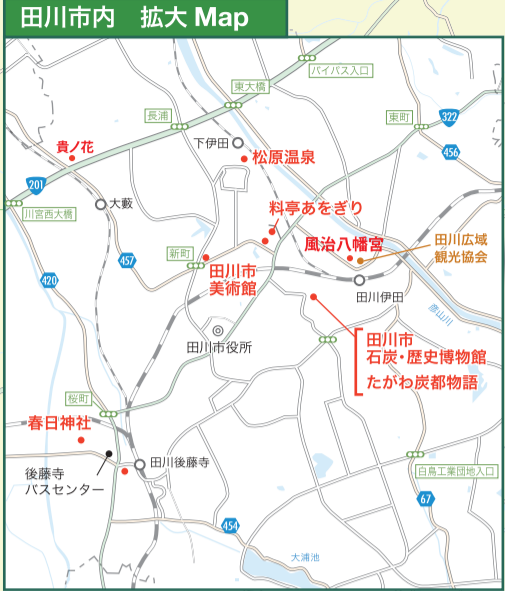 田川市内　拡大 Map
バイパス入口
東大橋
長浦
東町
322
下伊田
貴ノ花
松原温泉
456
201
大藪
川宮西大橋
料亭あをぎり
風治八幡宮
田川広域
観光協会
新町
457
田川市
美術館
420
田川伊田
彦山川
田川市役所
田川市
石炭・歴史博物館
たがわ炭都物語
桜町
春日神社
田川後藤寺
後藤寺
バスセンター
白鳥工業団地入口
67
454
大浦池